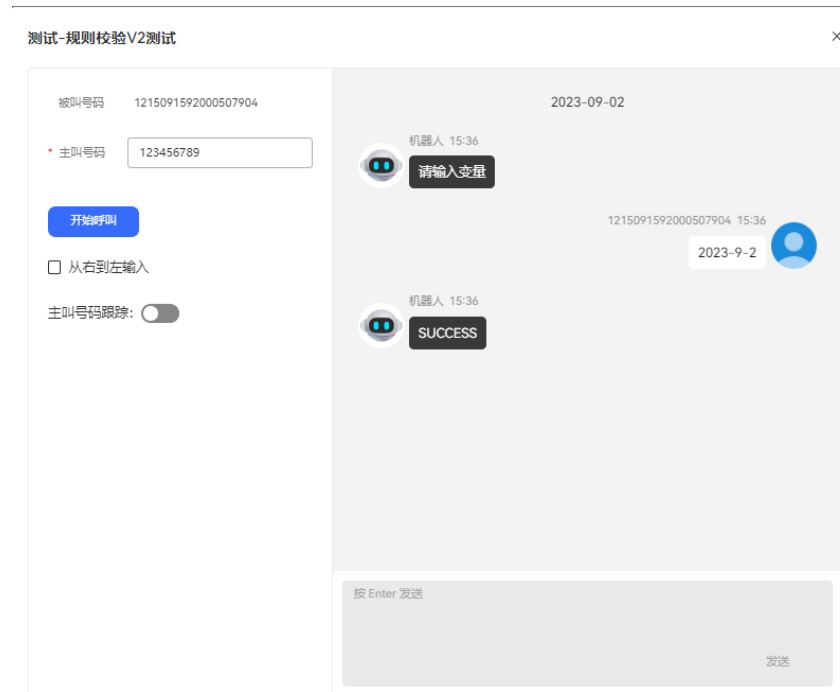 测试-规则校验V2测试
被叫号码 1215091592000507904
* 主叫号码 123456789
开始呼叫
从右到左输入
主叫号码跟踪:
2023-09-02
机器人 15:36
请输入变量
1215091592000507904 15:36
2023-9-2
机器人 15:36
SUCCESS
按 Enter 发送
发送